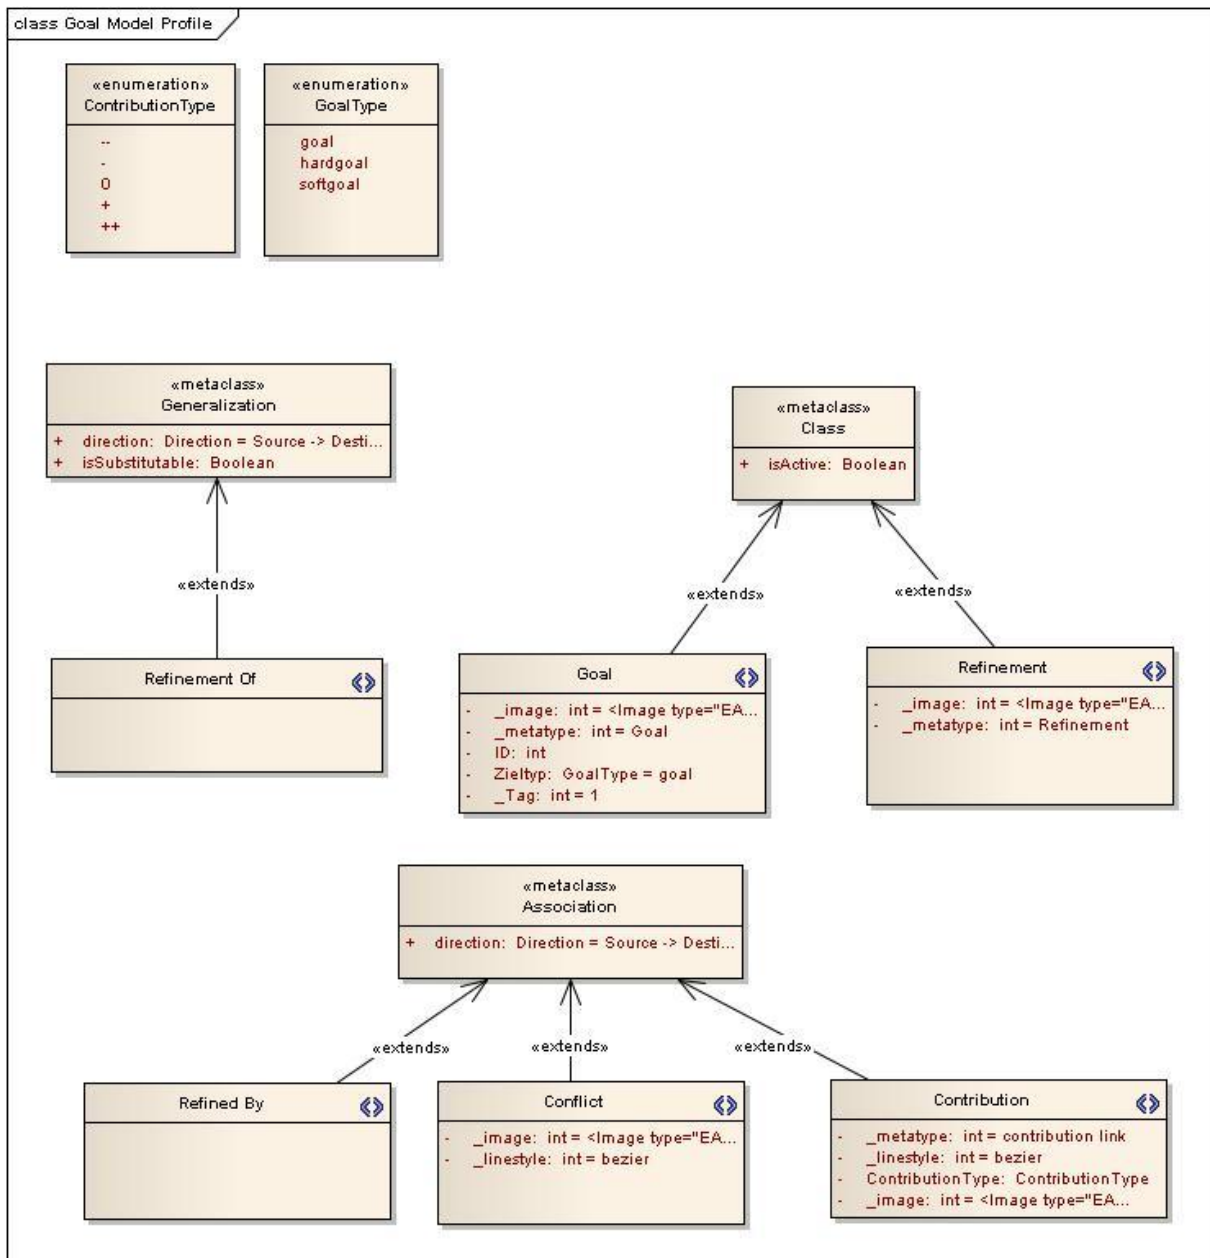 class Goal Model Profile
«enumeration»
ContributionType
--
-
0
+
++
«enumeration»
GoalType
goal
hardgoal
softgoal
«metaclass»
Generalization
+ direction: Direction = Source -> Desti...
+ isSubstitutable: Boolean
«metaclass»
Class
+ isActive: Boolean
«extends»
«extends»
«extends»
Refinement Of
Goal
- _image: int = <Image type="EA...
- _metatype: int = Goal
- ID: int
- Zieltyp: GoalType = goal
- _Tag: int = 1
Refinement
- _image: int = <Image type="EA...
- _metatype: int = Refinement
«metaclass»
Association
+ direction: Direction = Source -> Desti...
«extends»
«extends»
«extends»
Refined By
Conflict
- _image: int = <Image type="EA...
- _linestyle: int = bezier
Contribution
- _metatype: int = contribution link
- _linestyle: int = bezier
- ContributionType: ContributionType
- _image: int = <Image type="EA...